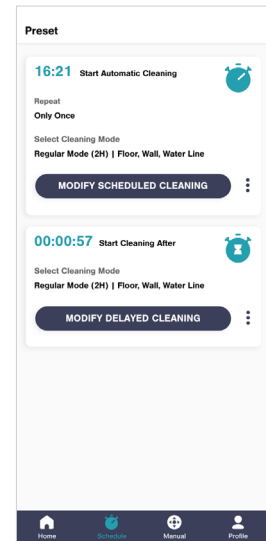 Preset
16:21 Start Automatic Cleaning
Repeat
Only Once
Select Cleaning Mode
Regular Mode (2H) | Floor, Wall, Water Line
MODIFY SCHEDULED CLEANING
00:00:57 Start Cleaning After
Select Cleaning Mode
Regular Mode (2H) | Floor, Wall, Water Line
MODIFY DELAYED CLEANING
Home Schedule Manual Profile